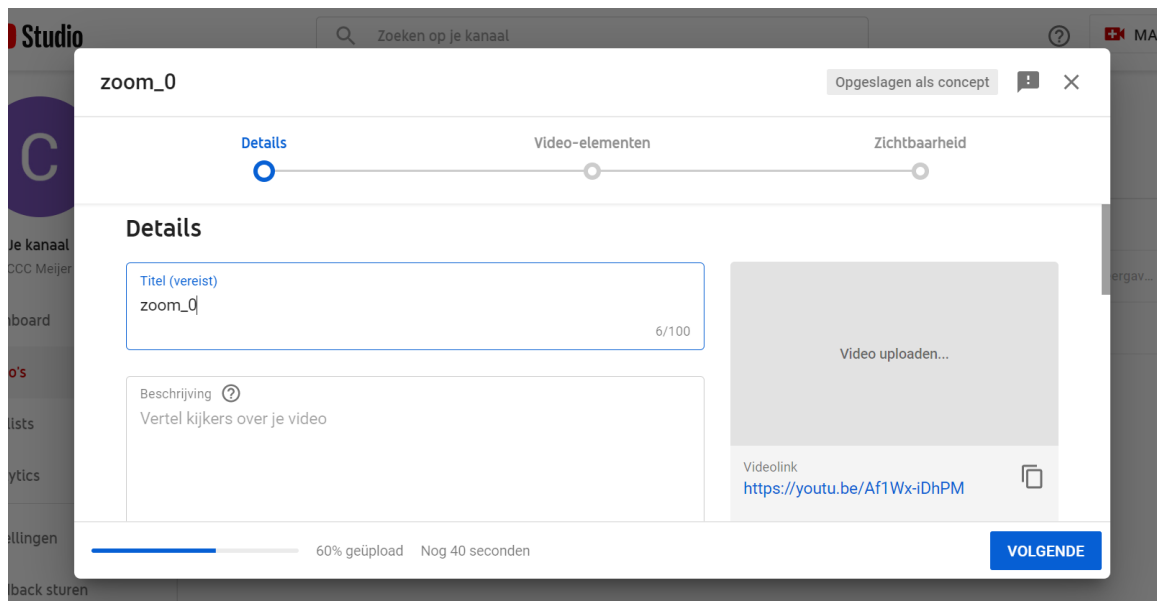 Studio
Zoeken op je kanaal
MA
zoom_0
Opgeslagen als concept
C
Details
Video-elementen
Zichtbaarheid
Je kanaal
CCC Meijer
Details
Titel (vereist)
zoom_0
6/100
Video uploaden...
ergav...
nboard
o's
Beschrijving
Vertel kijkers over je video
lists
ytics
Videolink
https://youtu.be/Af1Wx-iDhPM
ellingen
60% geüpload Nog 40 seconden
VOLGENDE
dback sturen